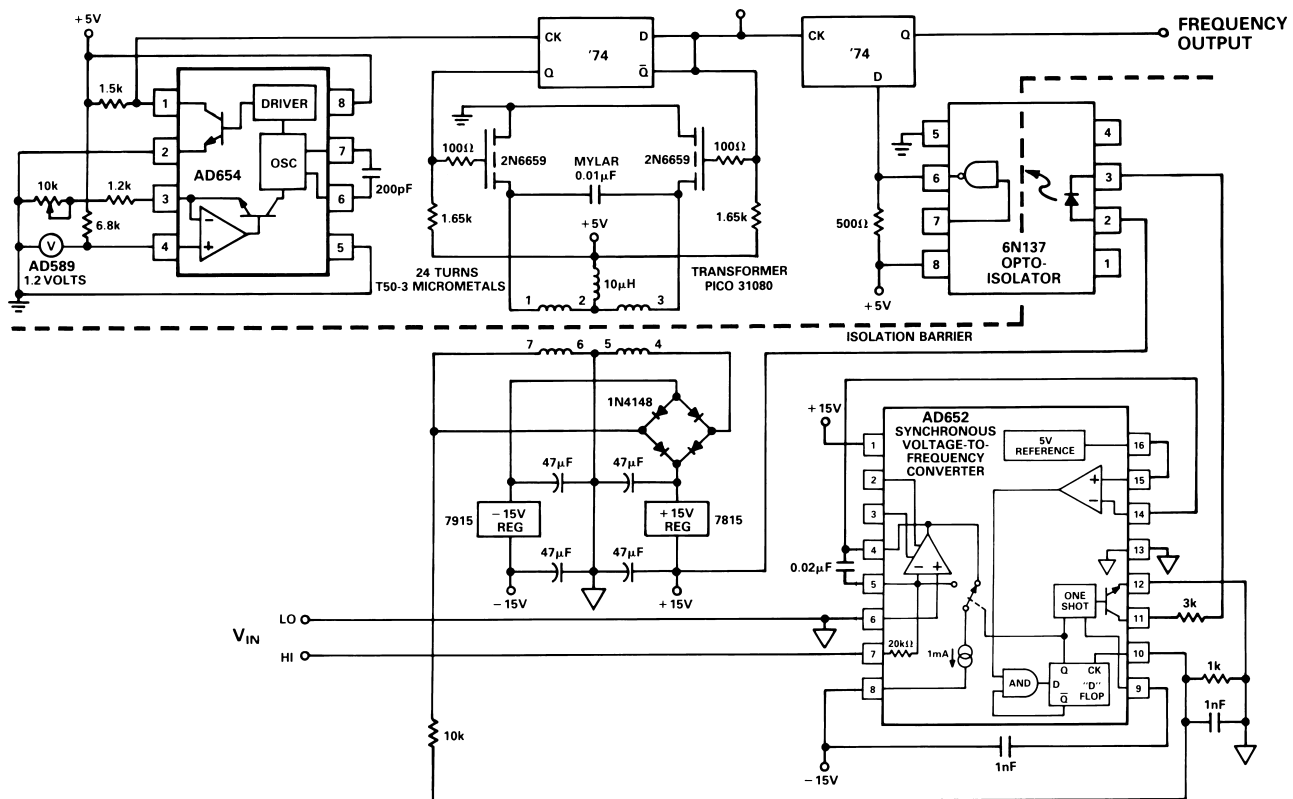 +5V
CK
D
'74
Q
Q
CK
Q
'74
D
FREQUENCY
OUTPUT
1.5k
1
8
DRIVER
2
7
OSC
AD654
200pF
10k
1.2k
3
6
6.8k
4
5
V
AD589
1.2 VOLTS
100Ω
2N6659
MYLAR
0.01μF
2N6659
100Ω
1.65k
+5V
1.65k
24 TURNS
T50-3 MICROMETALS
10μH
TRANSFORMER
PICO 31080
1
2
3
500Ω
+5V
5
4
6
3
7
2
8
1
6N137
OPTO-
ISOLATOR
ISOLATION BARRIER
7
6
5
4
1N4148
47μF
47μF
7915
-15V
REG
+15V
REG
7815
47μF
47μF
-15V
+15V
VIN
LO
HI
10k
+15V
AD652
SYNCHRONOUS
VOLTAGE-TO-
FREQUENCY
CONVERTER
5V
REFERENCE
1
2
3
4
5
6
7
8
16
15
14
13
12
11
10
9
0.02μF
20kΩ
1mA
ONE
SHOT
AND
Q
CK
D
"D"
FLOP
Q
3k
1k
1nF
-15V
1nF